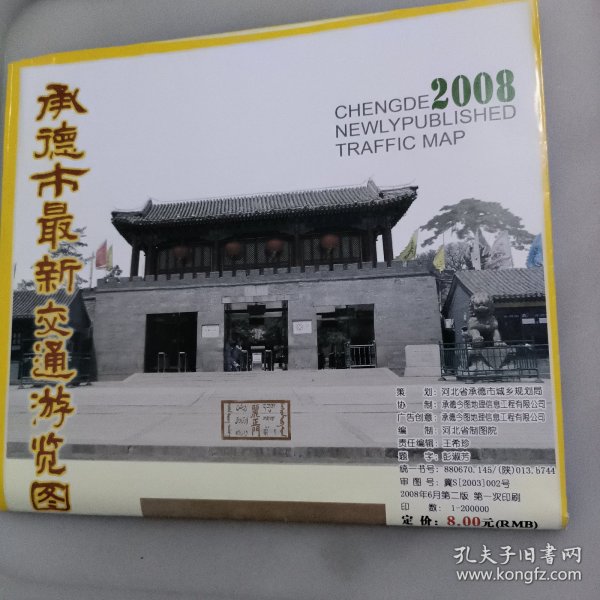 承德市最新交通游览图
CHENGDE 2008
NEWLYPUBLISHED
TRAFFIC MAP
麗正門
策 划：河北省承德市城乡规划局
协 制：承德今图地理信息工程有限公司
广告创意：承德今图地理信息工程有限公司
编 制：河北省制图院
责任编辑：王希珍
题 字：彭淑芳
统一书号：880670.145/(陕)013.b744
审 图 号：冀S[2003]002号
2008年6月第二版 第一次印刷
印 数：1-200000
定 价：8.00元(RMB)
孔夫子旧书网
www.kongfz.com